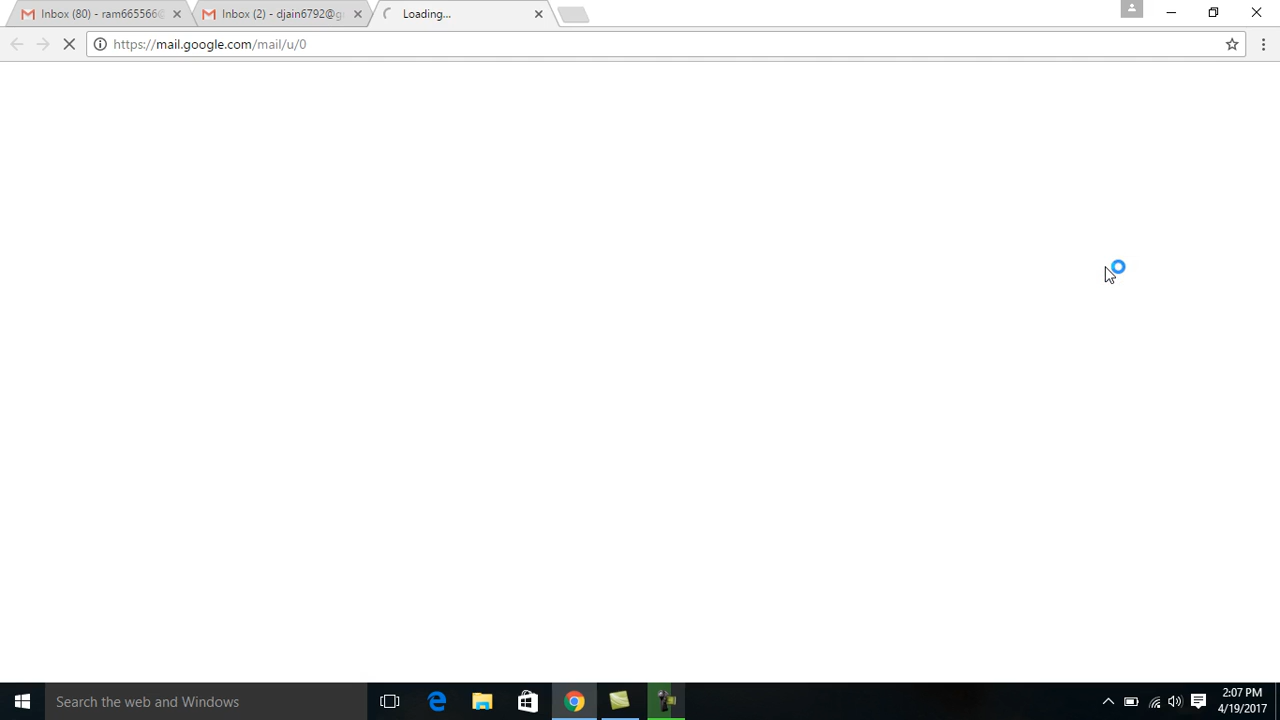 Inbox (80) - ram665566@
Inbox (2) - djain6792@g
Loading...
https://mail.google.com/mail/u/0
Search the web and Windows
2:07 PM
4/19/2017